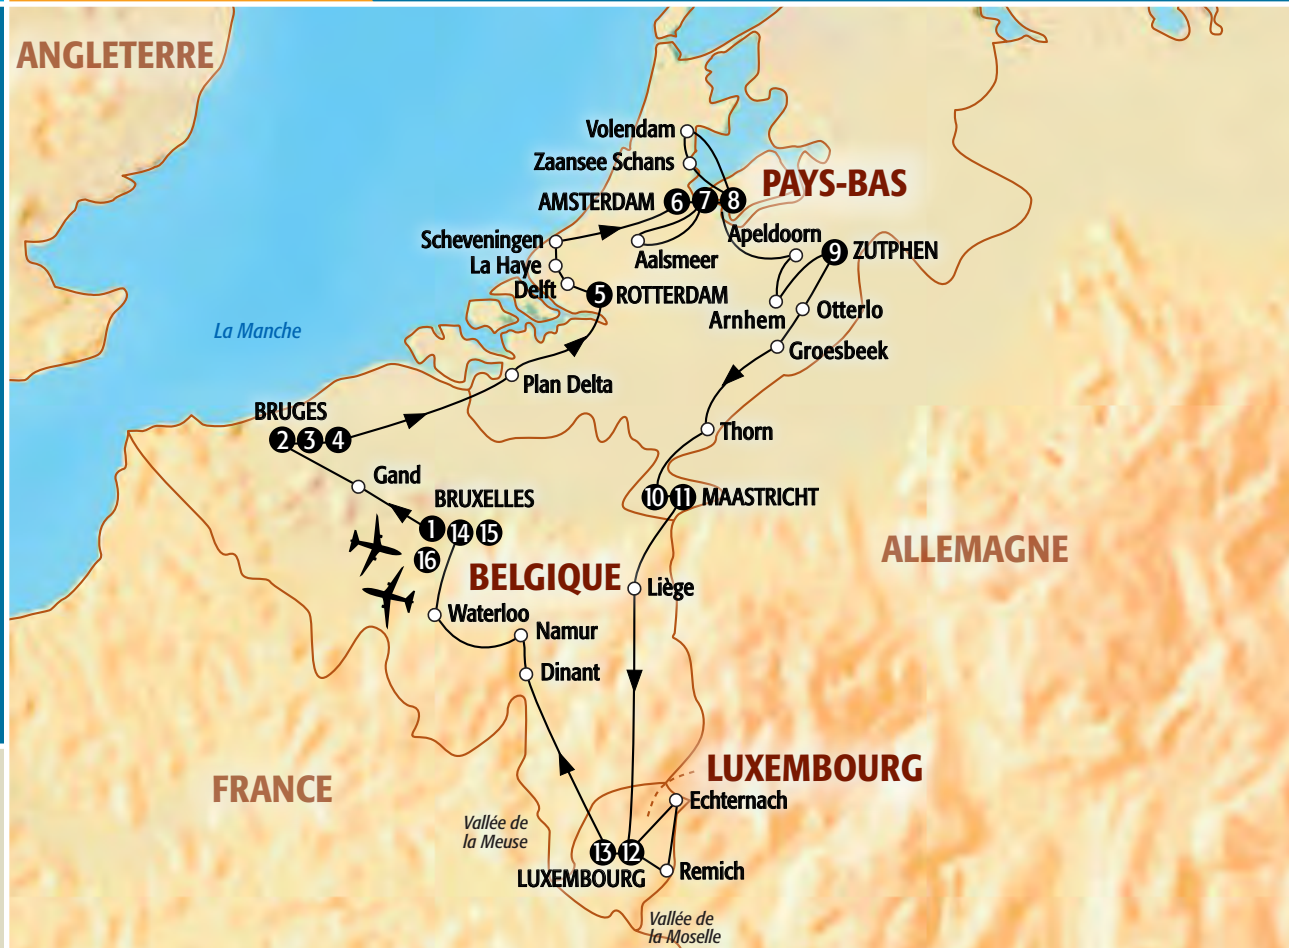 ANGLETERRE
Volendam
Zaansee Schans
AMSTERDAM 6 7 8
PAYS-BAS
Scheveningen
Apeldoorn
9 ZUTPHEN
La Haye
Aalsmeer
Delft
5 ROTTERDAM
Arnhem
Otterlo
La Manche
Groesbeek
Plan Delta
BRUGES
2 3 4
Thorn
Gand
BRUXELLES
10 11 MAASTRICHT
1 14 15
16
ALLEMAGNE
BELGIQUE
Liège
Waterloo
Namur
Dinant
LUXEMBOURG
FRANCE
Echternach
Vallée de
la Meuse
13 12
LUXEMBOURG
Remich
Vallée de
la Moselle